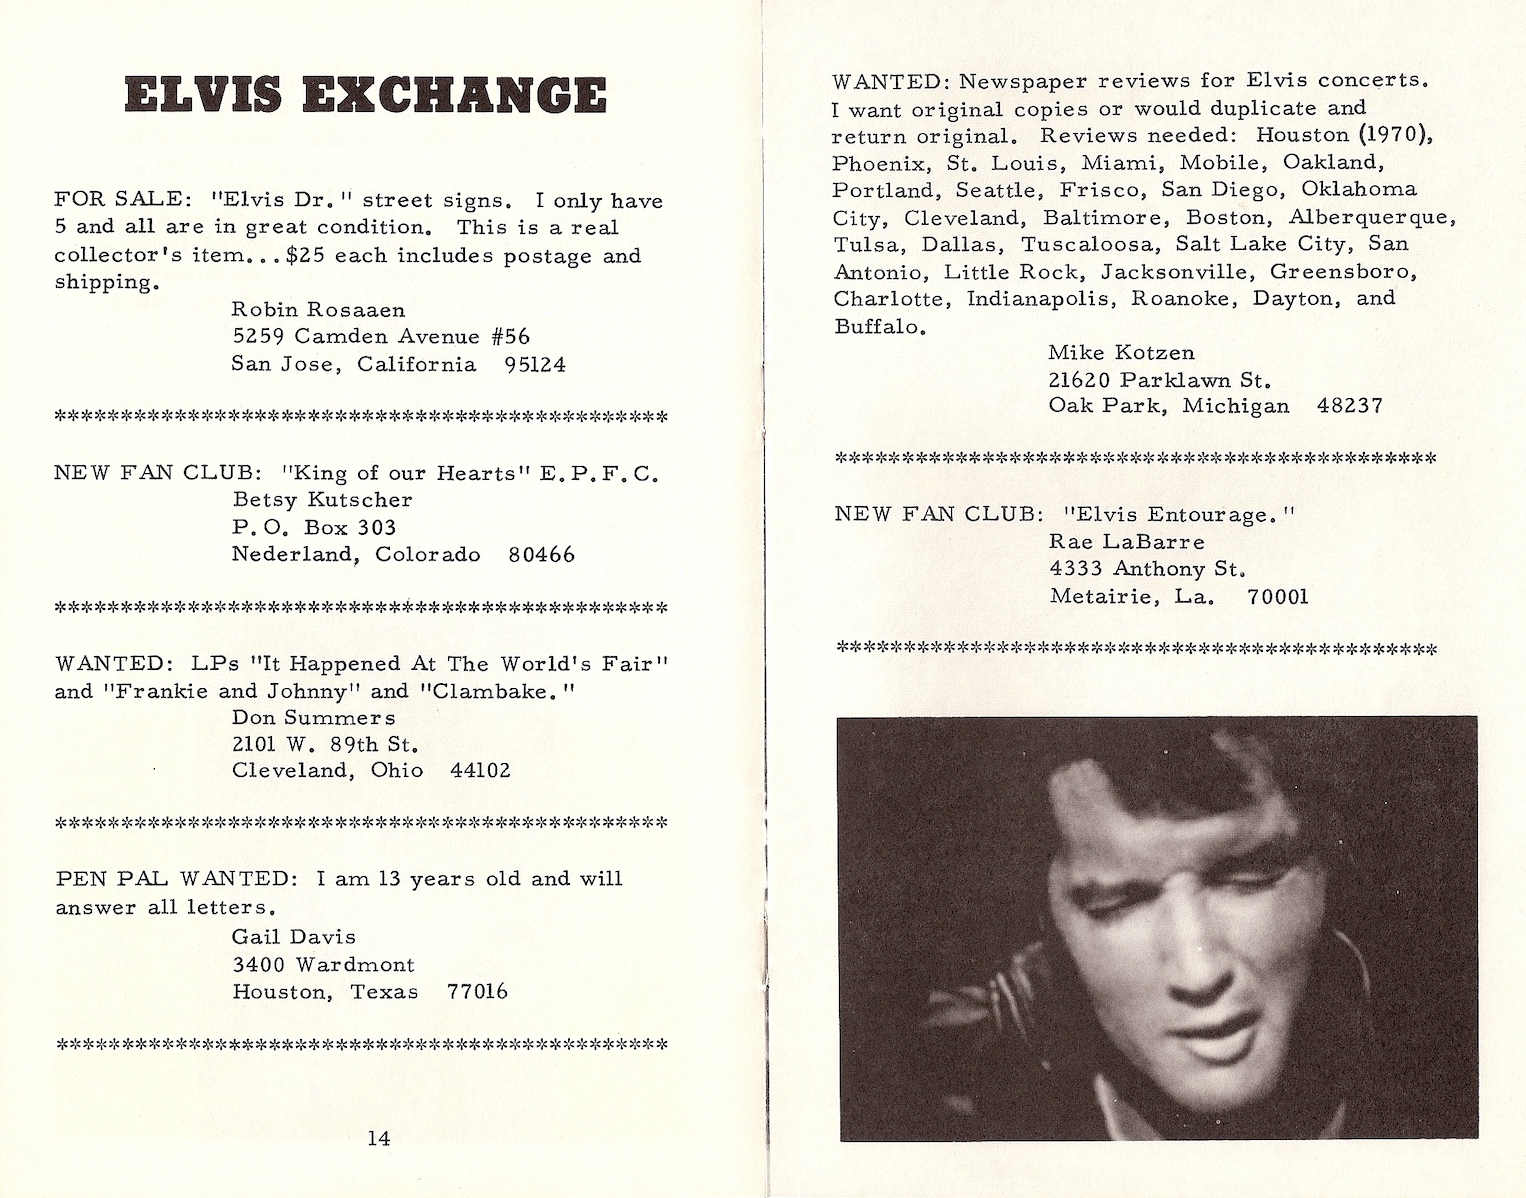 ELVIS EXCHANGE
FOR SALE: "Elvis Dr." street signs. I only have
5 and all are in great condition. This is a real
collector's item...$25 each includes postage and
shipping.
Robin Rosaaen
5259 Camden Avenue #56
San Jose, California 95124
**********************************************
NEW FAN CLUB: "King of our Hearts" E.P.F.C.
Betsy Kutscher
P.O. Box 303
Nederland, Colorado 80466
**********************************************
WANTED: LPs "It Happened At The World's Fair"
and "Frankie and Johnny" and "Clambake."
Don Summers
2101 W. 89th St.
Cleveland, Ohio 44102
**********************************************
PEN PAL WANTED: I am 13 years old and will
answer all letters.
Gail Davis
3400 Wardmont
Houston, Texas 77016
**********************************************
14
WANTED: Newspaper reviews for Elvis concerts.
I want original copies or would duplicate and
return original. Reviews needed: Houston (1970),
Phoenix, St. Louis, Miami, Mobile, Oakland,
Portland, Seattle, Frisco, San Diego, Oklahoma
City, Cleveland, Baltimore, Boston, Alberquerque,
Tulsa, Dallas, Tuscaloosa, Salt Lake City, San
Antonio, Little Rock, Jacksonville, Greensboro,
Charlotte, Indianapolis, Roanoke, Dayton, and
Buffalo.
Mike Kotzen
21620 Parklawn St.
Oak Park, Michigan 48237
*********************************************
NEW FAN CLUB: "Elvis Entourage."
Rae LaBarre
4333 Anthony St.
Metairie, La. 70001
*********************************************